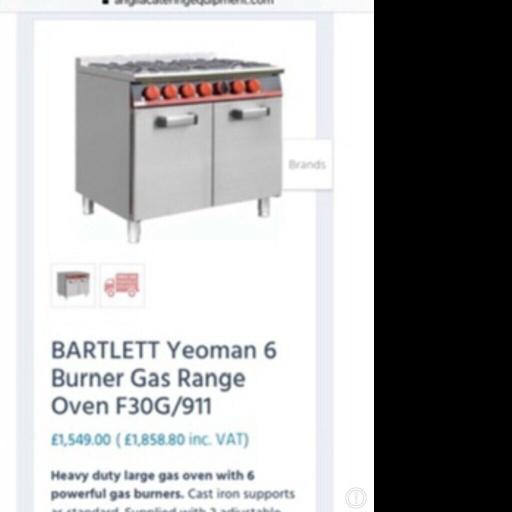 angliacateringequipment.com
Brands
BARTLETT Yeoman 6
Burner Gas Range
Oven F30G/911
£1,549.00 ( £1,858.80 inc. VAT)
Heavy duty large gas oven with 6
powerful gas burners. Cast iron supports
as standard. Supplied with 2 adjustable